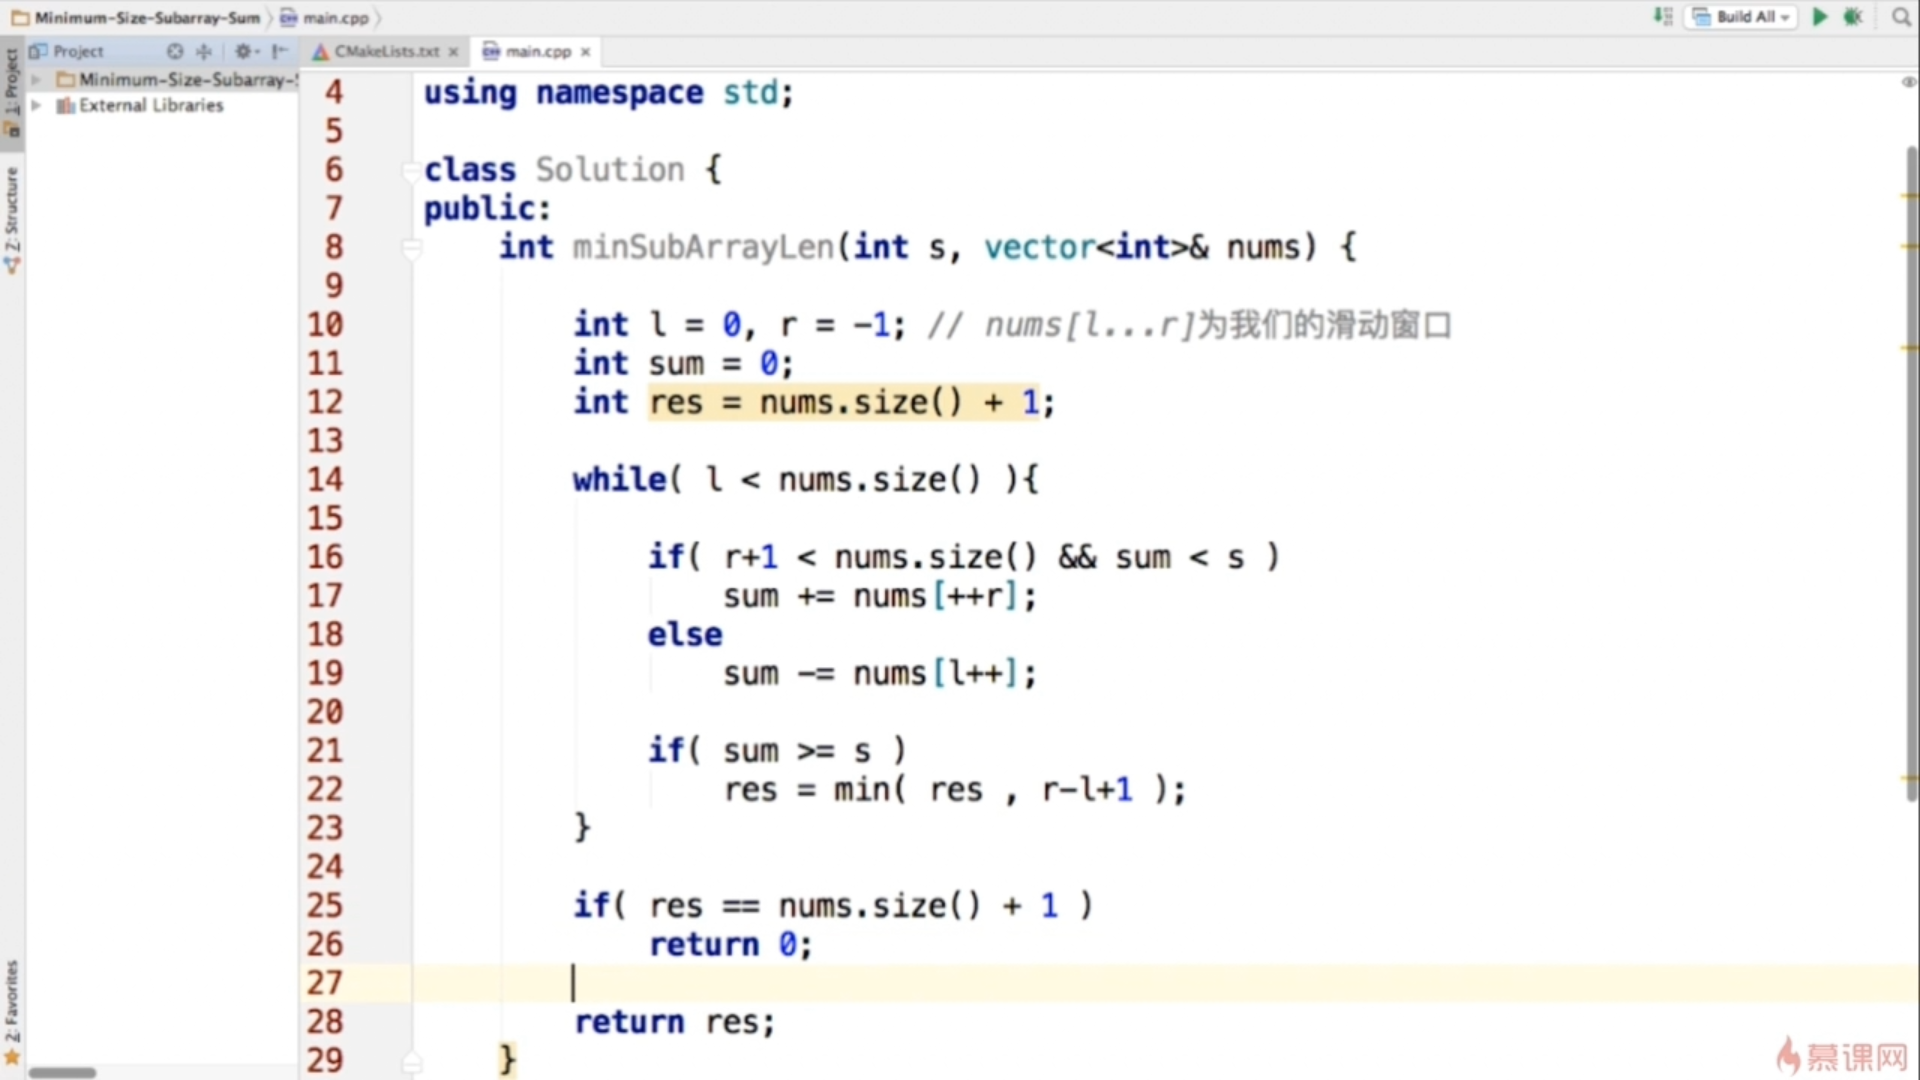 Minimum-Size-Subarray-Sum main.cpp Build All
1: Project
Project CMakeLists.txt main.cpp
Minimum-Size-Subarray-S
External Libraries
Z: Structure
2: Favorites
4 using namespace std;
5
6 class Solution {
7 public:
8 int minSubArrayLen(int s, vector<int>& nums) {
9
10 int l = 0, r = -1; // nums[l...r]为我们的滑动窗口
11 int sum = 0;
12 int res = nums.size() + 1;
13
14 while( l < nums.size() ){
15
16 if( r+1 < nums.size() && sum < s )
17 sum += nums[++r];
18 else
19 sum -= nums[l++];
20
21 if( sum >= s )
22 res = min( res , r-l+1 );
23 }
24
25 if( res == nums.size() + 1 )
26 return 0;
27
28 return res;
29 }
慕课网